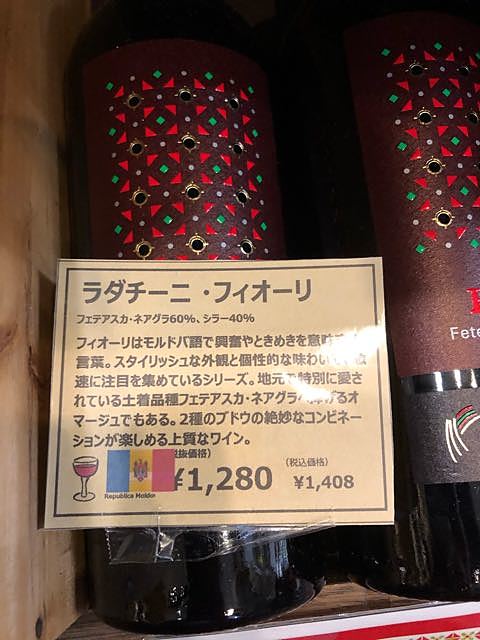 ラダチーニ・フィオーリ
フェテアスカ・ネアグラ60%、シラー40%
フィオーリはモルドバ語で興奮やときめきを意味
言葉。スタイリッシュな外観と個性的な味わい
速に注目を集めているシリーズ。地元で特別に愛さ
れている土着品種フェテアスカ・ネアグラ げるオ
マージュでもある。2種のブドウの絶妙なコンビネー
ションが楽しめる上質なワイン。
税抜価格)
¥1,280
(税込価格)
¥1,408
Republica Moldov
Fete